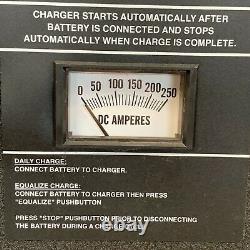 CHARGER STARTS AUTOMATICALLY AFTER
BATTERY IS CONNECTED AND STOPS
AUTOMATICALLY WHEN CHARGE IS COMPLETE.
0 50 100 150 200 250
DC AMPERES
DAILY CHARGE:
CONNECT BATTERY TO CHARGER.
EQUALIZE CHARGE:
CONNECT BATTERY TO CHARGER THEN PRESS
"EQUALIZE" PUSHBUTTON
PRESS "STOP" PUSHBUTTON PRIOR TO DISCONNECTING
THE BATTERY DURING A CHARGE